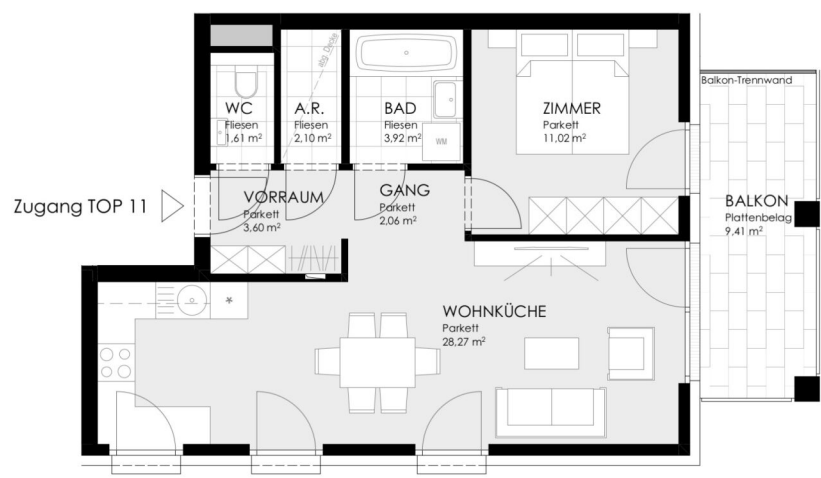 abg. Decke
Balkon-Trennwand
WC
Fliesen
1,61 m²
A.R.
Fliesen
2,10 m²
BAD
Fliesen
3,92 m²
WM
ZIMMER
Parkett
11,02 m²
Zugang TOP 11
VORRAUM
Parkett
3,60 m²
GANG
Parkett
2,06 m²
BALKON
Plattenbelag
9,41 m²
WOHNKÜCHE
Parkett
28,27 m²
*